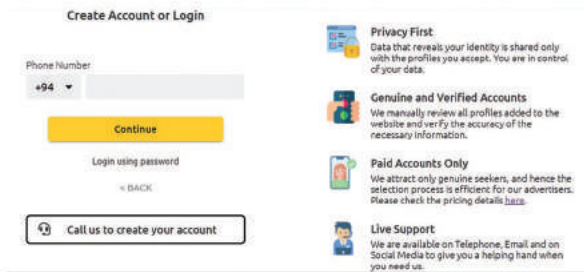 Create Account or Login
Phone Number
+94
Continue
Login using password
< BACK
Call us to create your account
Privacy First
Data that reveals your identity is shared only
with the profiles you accept. You are in control
of your data.
Genuine and Verified Accounts
We manually review all profiles added to the
website and verify the accuracy of the
necessary information.
Paid Accounts Only
We attract only genuine seekers, and hence the
selection process is efficient for our advertisers.
Please check the pricing details here.
Live Support
We are available on Telephone, Email and on
Social Media to give you a helping hand when
you need us.